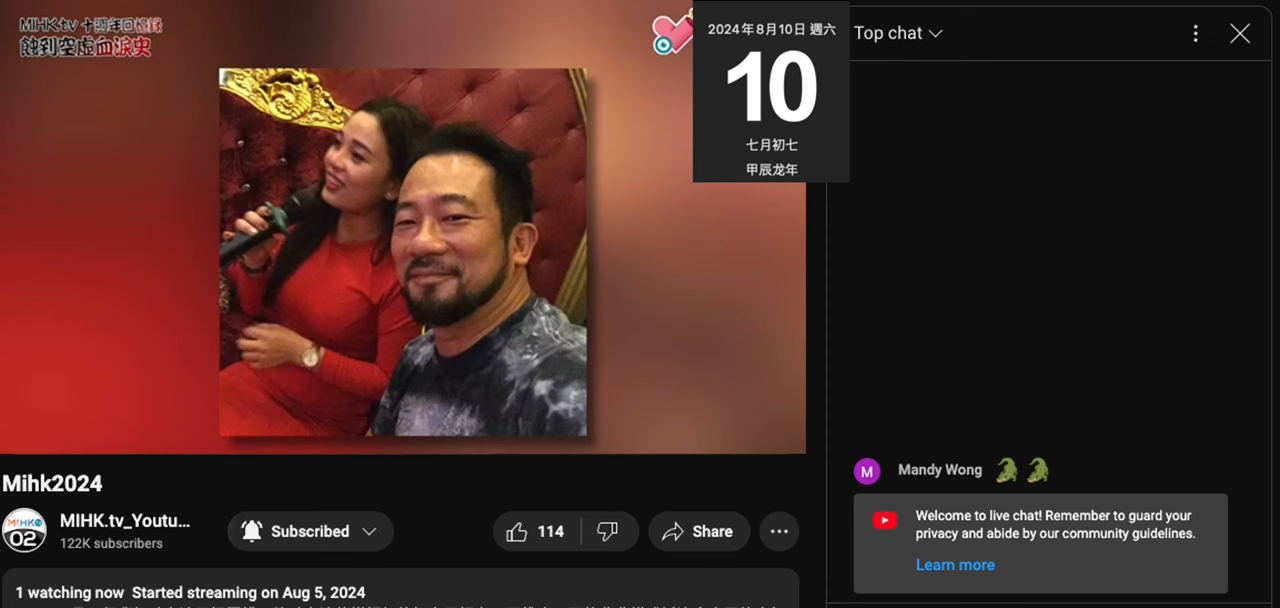 MIHK.tv 十週年回憶錄
蝕到空虛血淚史
2024年8月10日 週六
10
七月初七
甲辰龙年
Top chat
Mihk2024
MIHK.tv_Youtu...
122K subscribers
Subscribed
114
Share
1 watching now Started streaming on Aug 5, 2024
M Mandy Wong
Welcome to live chat! Remember to guard your
privacy and abide by our community guidelines.
Learn more
MIHK
02